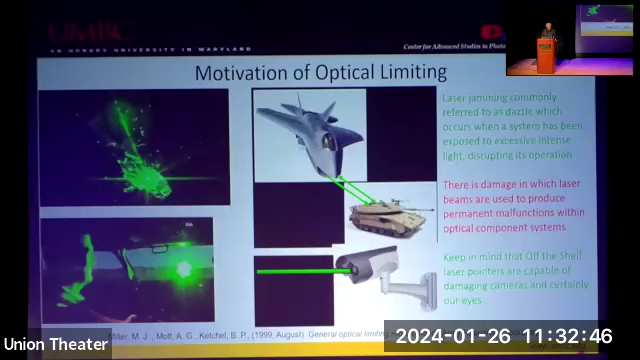 UMBC
AN HONORS UNIVERSITY IN MARYLAND
Center for Advanced Studies in Photo
Motivation of Optical Limiting
Laser jamming commonly
referred to as dazzle which
occurs when a system has been
exposed to excessive intense
light, disrupting its operation
There is damage in which laser
beams are used to produce
permanent malfunctions within
optical component systems
Keep in mind that Off the Shelf
laser pointers are capable of
damaging cameras and certainly
our eyes
Miller, M. J., Mott, A. G., Ketchel, B. P., (1999, August). General optical limiting
Union Theater
2024-01-26 11:32:46